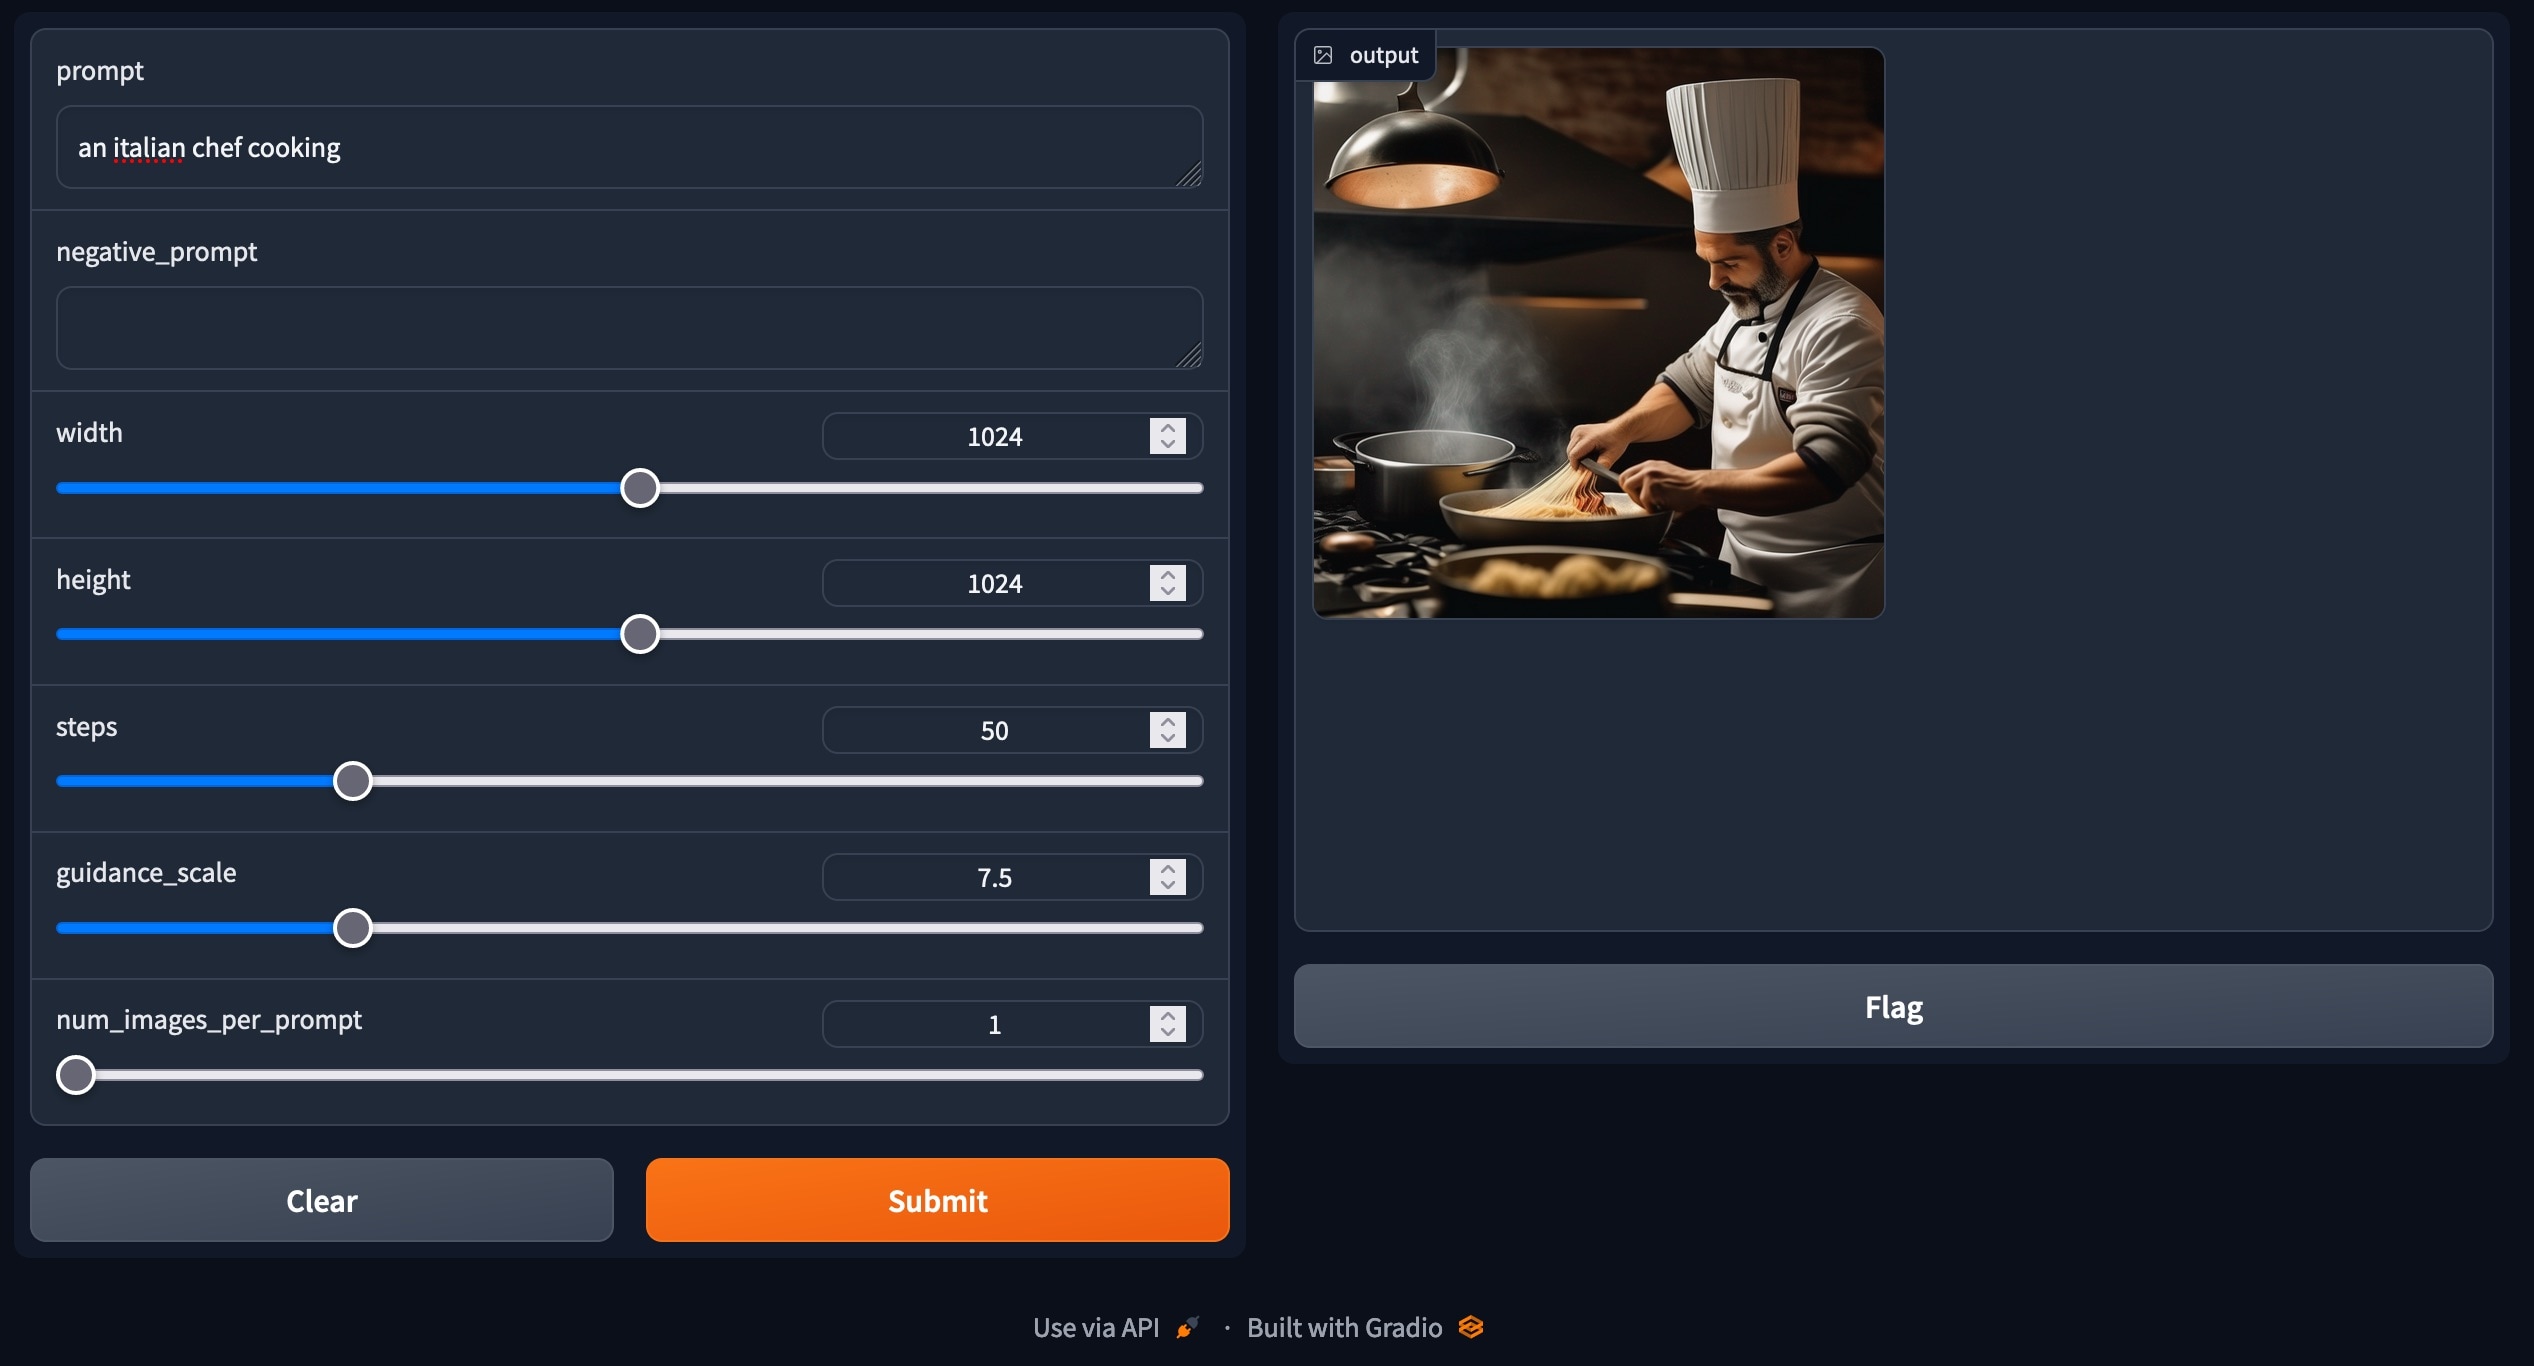 prompt
an italian chef cooking
negative_prompt
width
1024
height
1024
steps
50
guidance_scale
7.5
num_images_per_prompt
1
Clear
Submit
output
Flag
Use via API · Built with Gradio